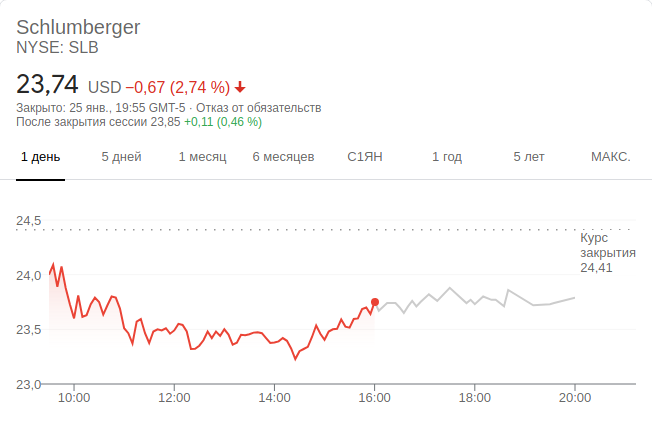 Schlumberger
NYSE: SLB
23,74 USD −0,67 (2,74 %)
Закрыто: 25 янв., 19:55 GMT-5 · Отказ от обязательств
После закрытия сессии 23,85 +0,11 (0,46 %)
1 день 5 дней 1 месяц 6 месяцев С1ЯН 1 год 5 лет МАКС.
24,5
Курс
закрытия
24,41
24,0
23,5
23,0
10:00 12:00 14:00 16:00 18:00 20:00